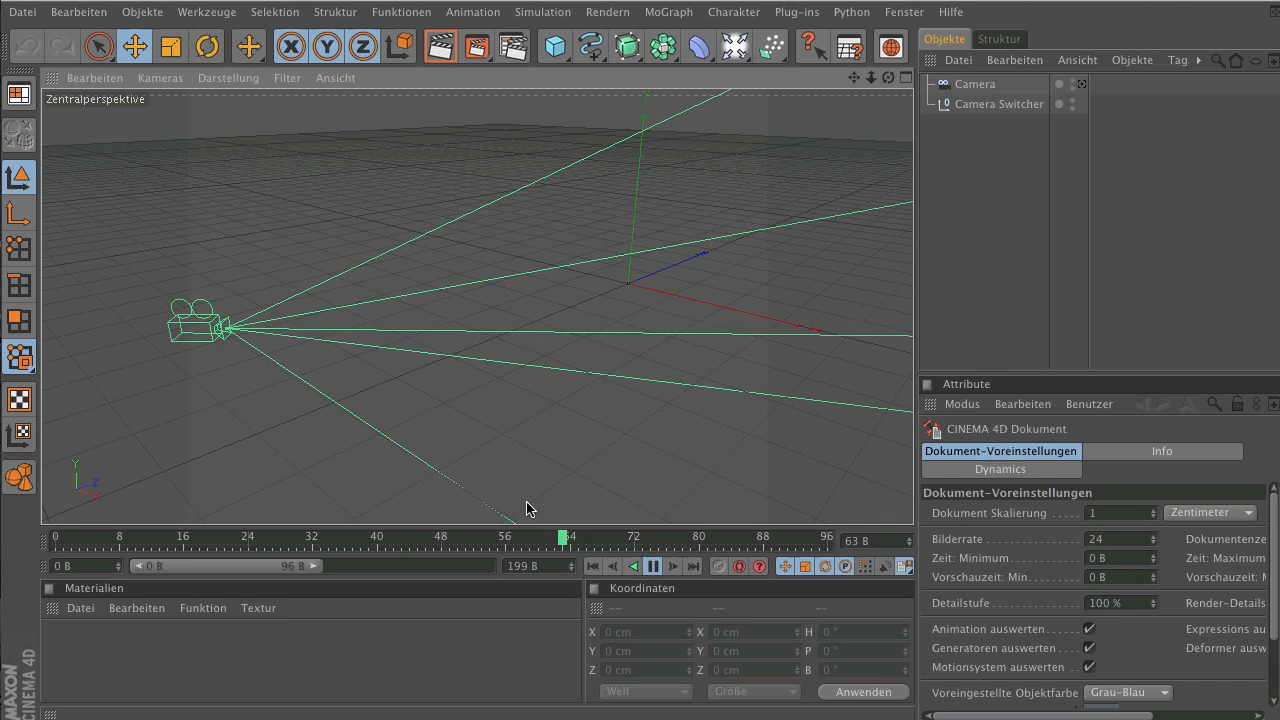 Datei Bearbeiten Objekte Werkzeuge Selektion Struktur Funktionen Animation Simulation Rendern MoGraph Charakter Plug-ins Python Fenster Hilfe
X Y Z
Objekte Struktur
Datei Bearbeiten Ansicht Objekte Tag
Bearbeiten Kameras Darstellung Filter Ansicht
Zentralperspektive
Camera
Camera Switcher
Y
Y
Z
X
Attribute
Modus Bearbeiten Benutzer
CINEMA 4D Dokument
Dokument-Voreinstellungen Info
Dynamics
Dokument-Voreinstellungen
Dokument Skalierung ..... 1 Zentimeter
Bilderrate 24 Dokumentenze
Zeit: Minimum. 0 B Zeit: Maximum
Vorschauzeit: Min. 0 B Vorschauzeit: M
Detailstufe 100 % Render-Details
Animation auswerten Expressions au
Generatoren auswerten Deformer ausw
Motionsystem auswerten
Voreingestellte Objektfarbe Grau-Blau
0 8 16 24 32 40 48 56 64 72 80 88 96 63 B
0 B 0 B 96 B 199 B
Materialien
Datei Bearbeiten Funktion Textur
Koordinaten
-- -- --
X 0 cm X 0 cm H 0 °
Y 0 cm Y 0 cm P 0 °
Z 0 cm Z 0 cm B 0 °
Welt Größe Anwenden
MAXON
CINEMA 4D